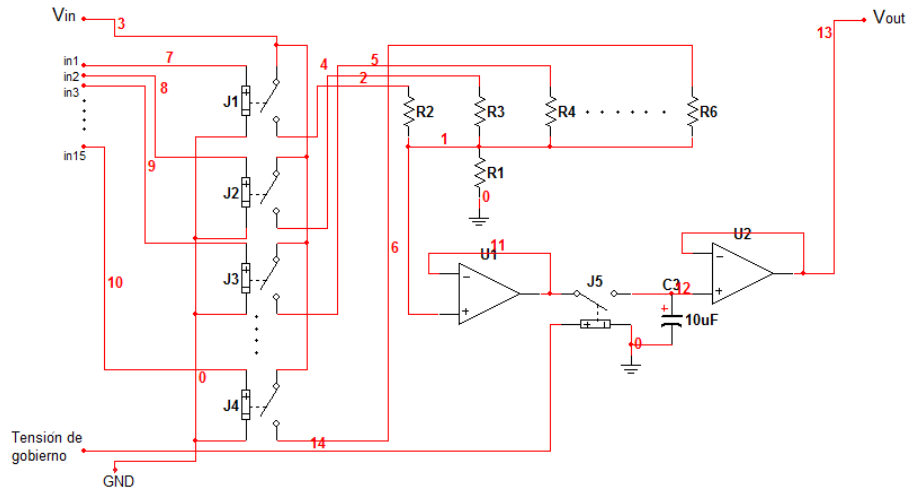 Vin
3
13
Vout
in1
7
in2
8
in3
in15
J1
4
5
2
R2
R3
R4
R6
1
R1
0
9
J2
6
J3
10
11
U1
U2
J5
C3
12
10uF
0
0
J4
14
Tensión de
gobierno
GND